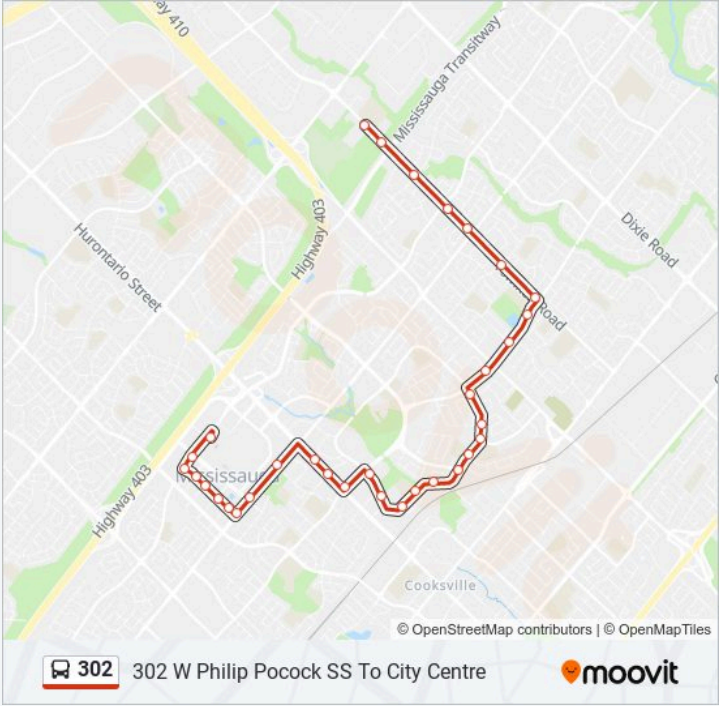 ay 410
Mississauga Transitway
Highway 403
Dixie Road
Hurontario Street
Road
Mississauga
Highway 403
Cooksville
© OpenStreetMap contributors | © OpenMapTiles
302 302 W Philip Pocock SS To City Centre moovit